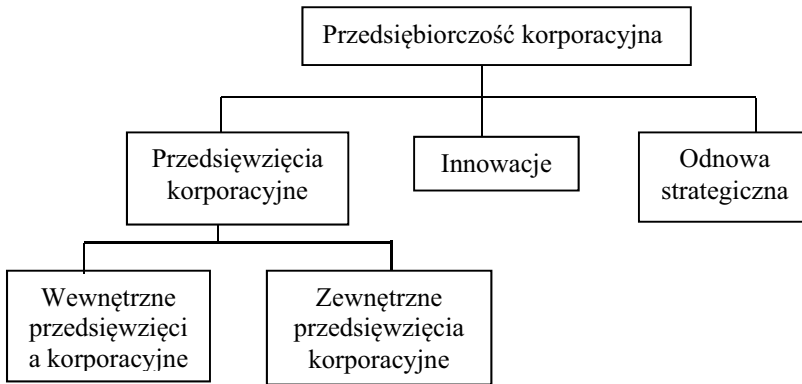 Przedsiębiorczość korporacyjna
Przedsięwzięcia
korporacyjne
Innowacje
Odnowa
strategiczna
Wewnętrzne
przedsięwzięci
a korporacyjne
Zewnętrzne
przedsięwzięcia
korporacyjne